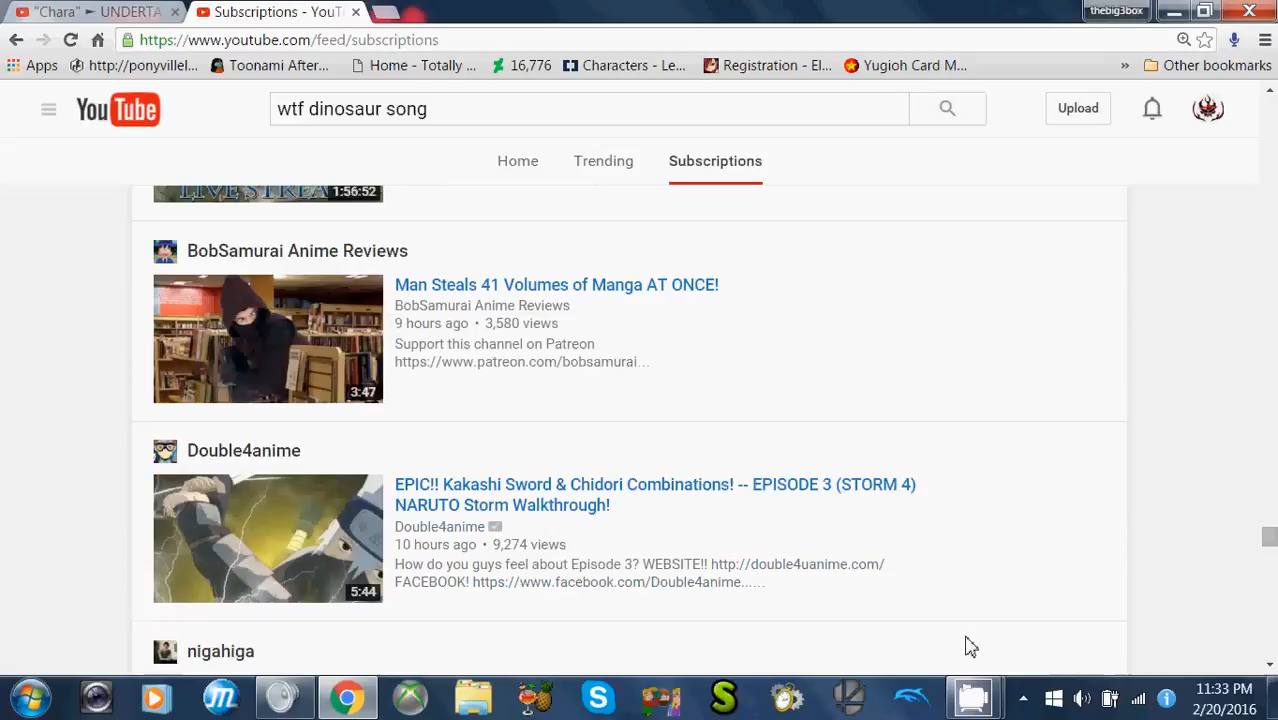 "Chara" ► UNDERTA
Subscriptions - YouT
thebig3box
https://www.youtube.com/feed/subscriptions
Apps
http://ponyvillel...
Toonami After...
Home - Totally ...
16,776
Characters - Le...
Registration - El...
Yugioh Card M...
»
Other bookmarks
YouTube
wtf dinosaur song
Upload
Home
Trending
Subscriptions
LIVE STREA
1:56:52
BobSamurai Anime Reviews
Man Steals 41 Volumes of Manga AT ONCE!
BobSamurai Anime Reviews
9 hours ago • 3,580 views
Support this channel on Patreon
https://www.patreon.com/bobsamurai...
3:47
Double4anime
EPIC!! Kakashi Sword & Chidori Combinations! -- EPISODE 3 (STORM 4)
NARUTO Storm Walkthrough!
Double4anime
10 hours ago • 9,274 views
How do you guys feel about Episode 3? WEBSITE!! http://double4uanime.com/
FACEBOOK! https://www.facebook.com/Double4anime......
5:44
nigahiga
11:33 PM
2/20/2016